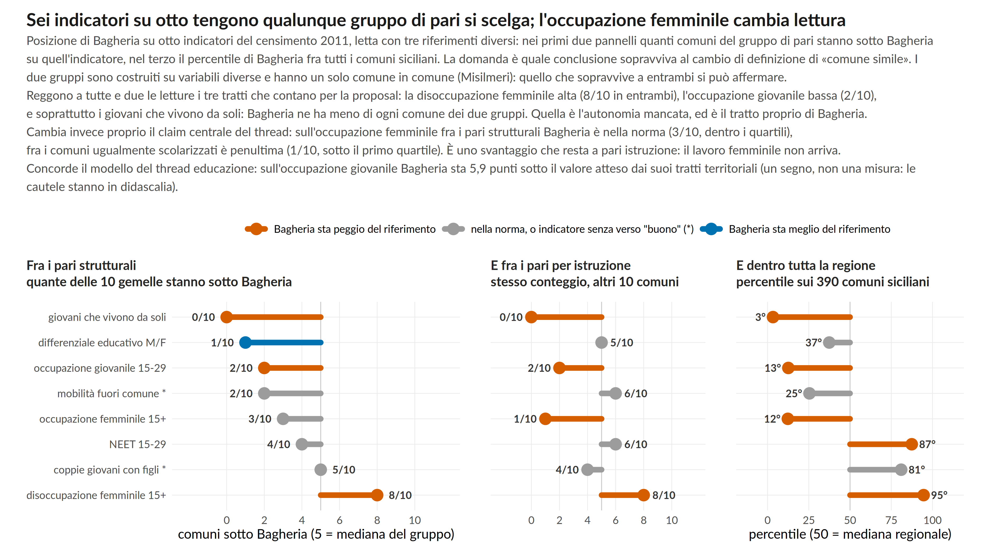 Sei indicatori su otto tengono qualunque gruppo di pari si scelga; l'occupazione femminile cambia lettura
Posizione di Bagheria su otto indicatori del censimento 2011, letta con tre riferimenti diversi: nei primi due pannelli quanti comuni del gruppo di pari stanno sotto Bagheria
su quell'indicatore, nel terzo il percentile di Bagheria fra tutti i comuni siciliani. La domanda è quale conclusione sopravviva al cambio di definizione di «comune simile». I
due gruppi sono costruiti su variabili diverse e hanno un solo comune in comune (Misilmeri): quello che sopravvive a entrambi si può affermare.
Reggono a tutte e due le letture i tre tratti che contano per la proposal: la disoccupazione femminile alta (8/10 in entrambi), l'occupazione giovanile bassa (2/10),
e soprattutto i giovani che vivono da soli: Bagheria ne ha meno di ogni comune dei due gruppi. Quella è l'autonomia mancata, ed è il tratto proprio di Bagheria.
Cambia invece proprio il claim centrale del thread: sull'occupazione femminile fra i pari strutturali Bagheria è nella norma (3/10, dentro i quartili),
fra i comuni ugualmente scolarizzati è penultima (1/10, sotto il primo quartile). È uno svantaggio che resta a pari istruzione: il lavoro femminile non arriva.
Concorde il modello del thread educazione: sull'occupazione giovanile Bagheria sta 5,9 punti sotto il valore atteso dai suoi tratti territoriali (un segno, non una misura: le
cautele stanno in didascalia).
Bagheria sta peggio del riferimento
nella norma, o indicatore senza verso "buono" (*)
Bagheria sta meglio del riferimento
Fra i pari strutturali
quante delle 10 gemelle stanno sotto Bagheria
giovani che vivono da soli
0/10
differenziale educativo M/F
1/10
occupazione giovanile 15-29
2/10
mobilità fuori comune *
2/10
occupazione femminile 15+
3/10
NEET 15-29
4/10
coppie giovani con figli *
5/10
disoccupazione femminile 15+
8/10
0 2 4 6 8 10
comuni sotto Bagheria (5 = mediana del gruppo)
E fra i pari per istruzione
stesso conteggio, altri 10 comuni
0/10
5/10
2/10
6/10
1/10
6/10
4/10
8/10
0 2 4 6 8 10
E dentro tutta la regione
percentile sui 390 comuni siciliani
3°
37°
13°
25°
12°
87°
81°
95°
0 25 50 75 100
percentile (50 = mediana regionale)